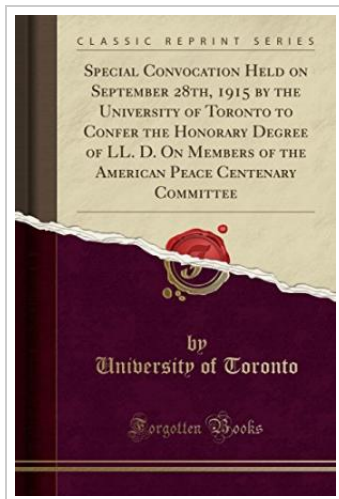 CLASSIC REPRINT SERIES
SPECIAL CONVOCATION HELD ON
SEPTEMBER 28TH, 1915 BY THE
UNIVERSITY OF TORONTO TO
CONFER THE HONORARY DEGREE
OF LL. D. ON MEMBERS OF THE
AMERICAN PEACE CENTENARY
COMMITTEE
by
University of Toronto
Forgotten Books